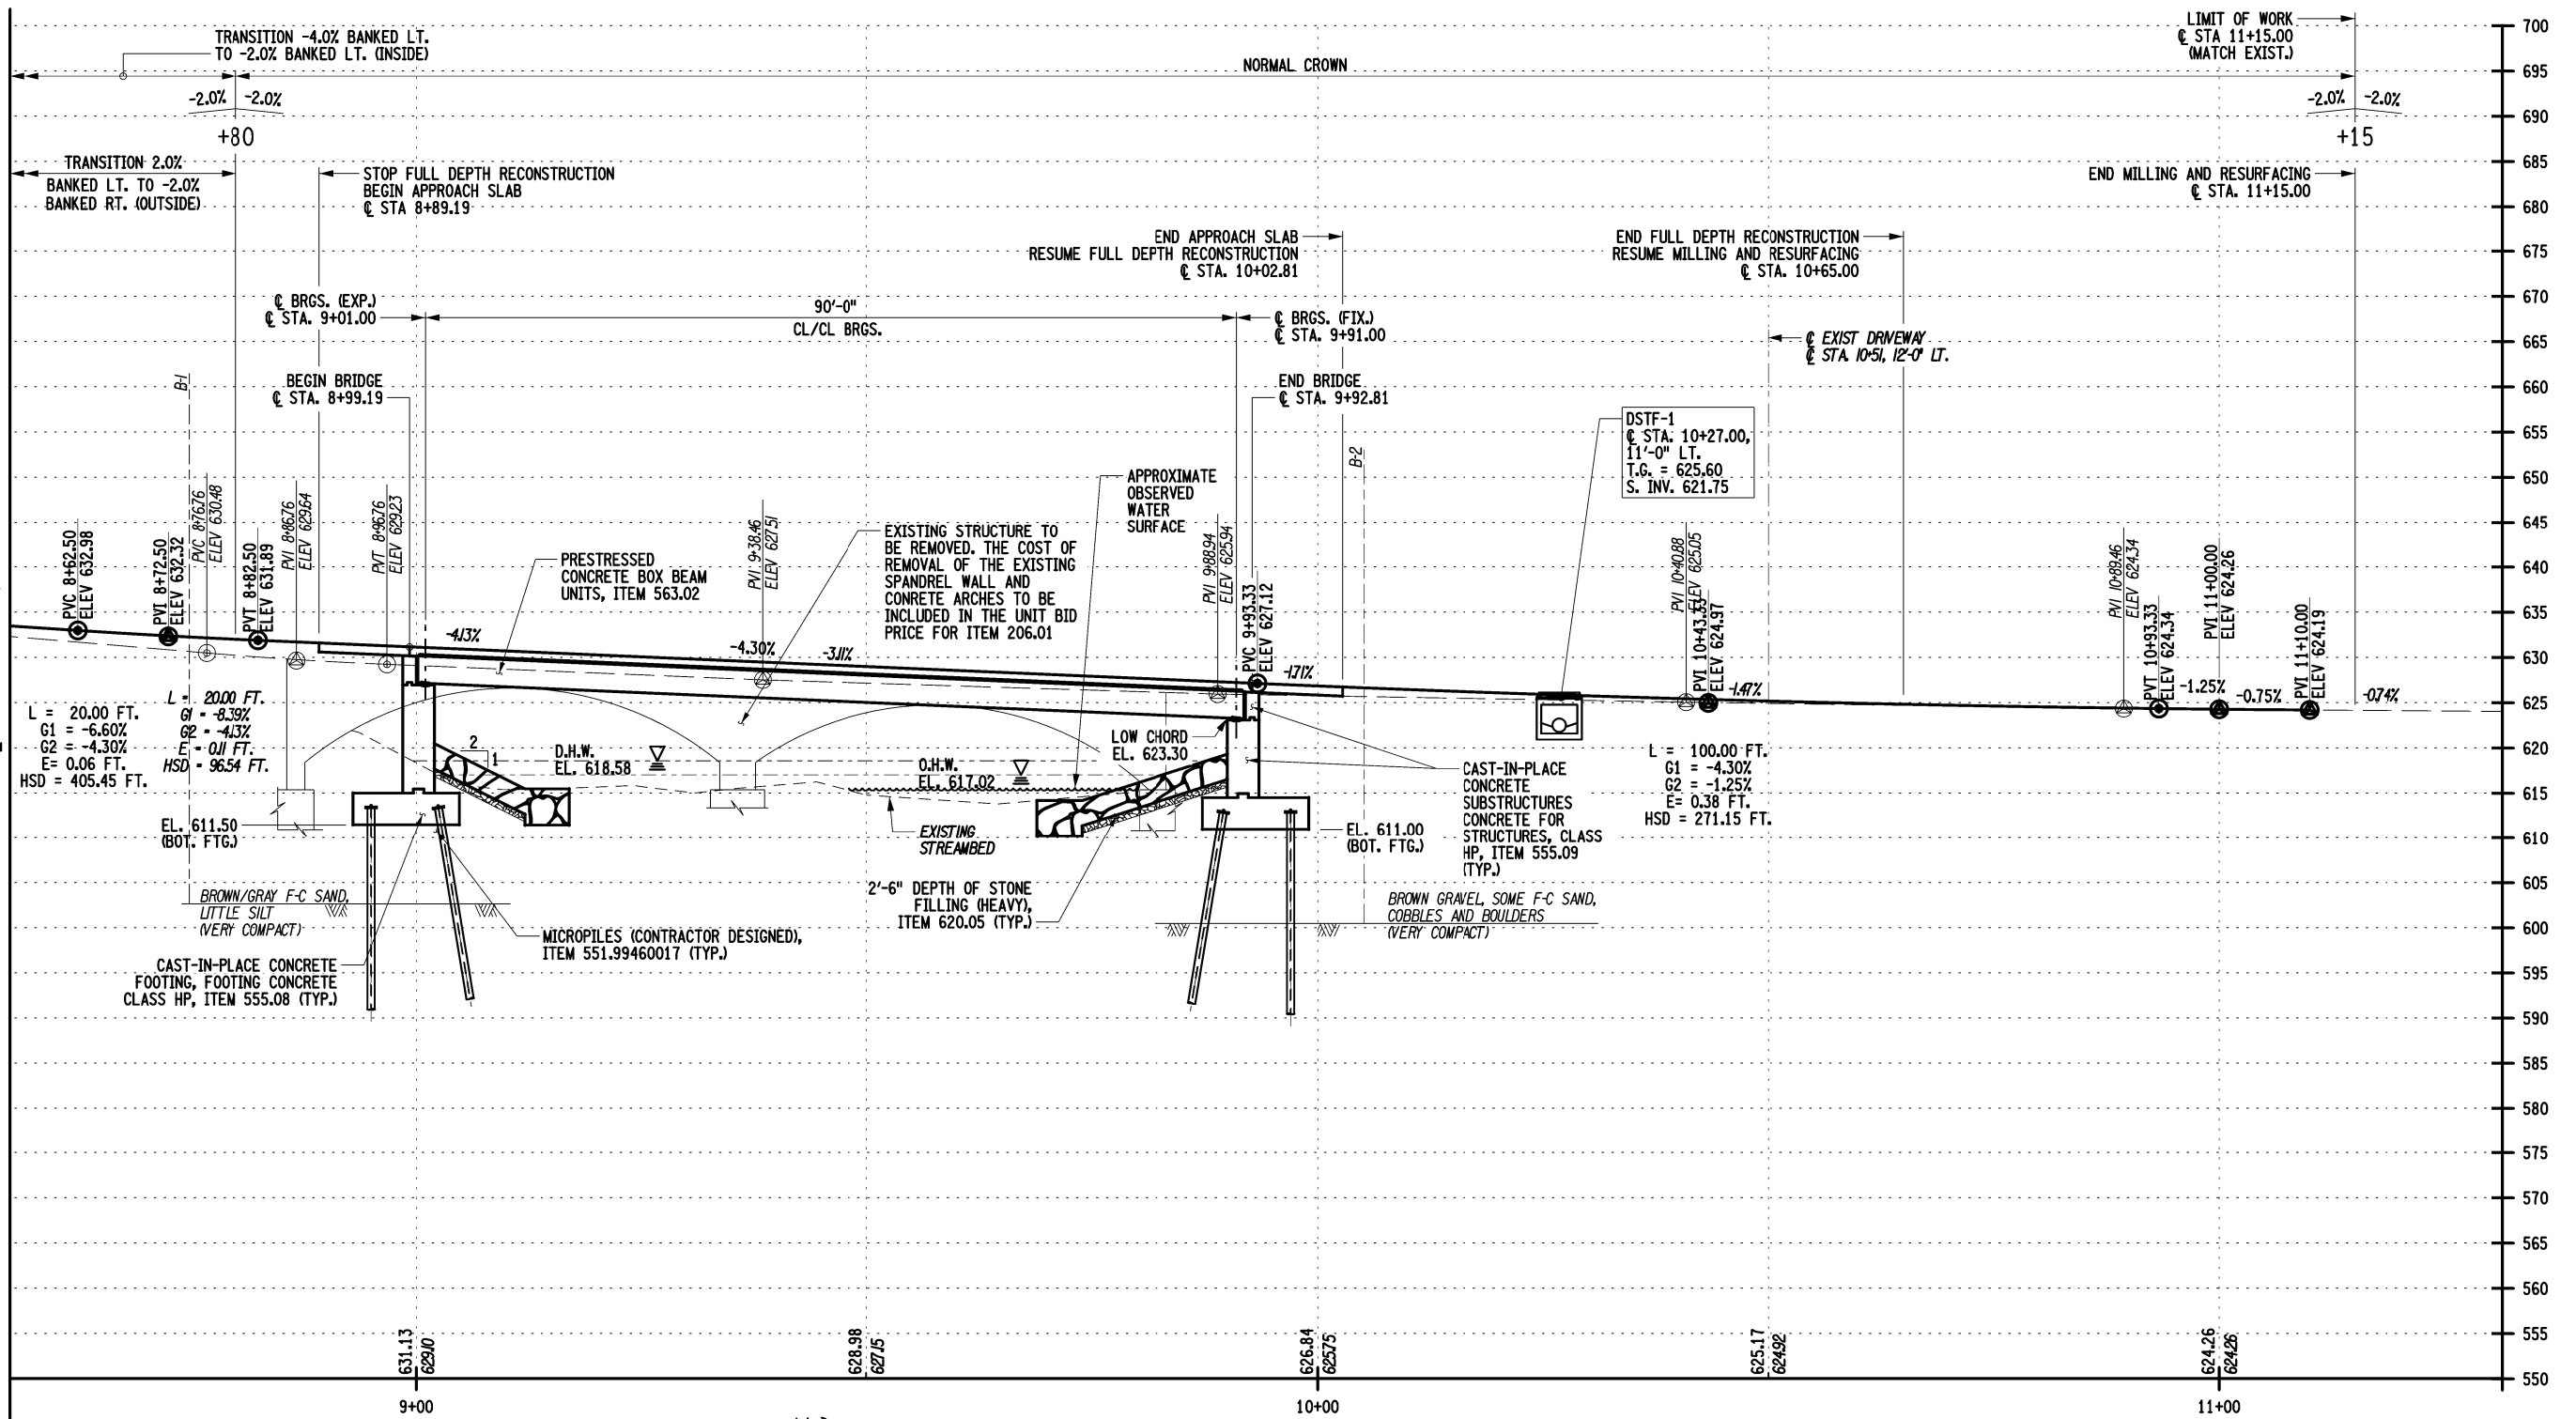 TRANSITION -4.0% BANKED LT.
TO -2.0% BANKED LT. (INSIDE)
NORMAL CROWN
LIMIT OF WORK
℄ STA 11+15.00
(MATCH EXIST.)
-2.0% -2.0%
+80
-2.0% -2.0%
+15
TRANSITION 2.0%
BANKED LT. TO -2.0%
BANKED RT. (OUTSIDE)
STOP FULL DEPTH RECONSTRUCTION
BEGIN APPROACH SLAB
℄ STA 8+89.19
END MILLING AND RESURFACING
℄ STA. 11+15.00
END APPROACH SLAB
RESUME FULL DEPTH RECONSTRUCTION
℄ STA. 10+02.81
END FULL DEPTH RECONSTRUCTION
RESUME MILLING AND RESURFACING
℄ STA. 10+65.00
℄ BRGS. (EXP.)
℄ STA. 9+01.00
90'-0"
CL/CL BRGS.
℄ BRGS. (FIX.)
℄ STA. 9+91.00
℄ EXIST DRIVEWAY
℄ STA. 10+51, 12'-0" LT.
B-1
BEGIN BRIDGE
℄ STA. 8+99.19
END BRIDGE
℄ STA. 9+92.81
B-2
DSTF-1
℄ STA. 10+27.00,
11'-0" LT.
T.G. = 625.60
S. INV. 621.75
APPROXIMATE
OBSERVED
WATER
SURFACE
PVC 8+62.50
ELEV 632.98
PVI 8+72.50
ELEV 632.32
PVC 8+76.76
ELEV 630.48
PVT 8+82.50
ELEV 631.89
PVI 8+86.76
ELEV 629.64
PVT 8+96.76
ELEV 629.23
PRESTRESSED
CONCRETE BOX BEAM
UNITS, ITEM 563.02
PVI 9+38.46
ELEV 627.51
EXISTING STRUCTURE TO
BE REMOVED. THE COST OF
REMOVAL OF THE EXISTING
SPANDREL WALL AND
CONRETE ARCHES TO BE
INCLUDED IN THE UNIT BID
PRICE FOR ITEM 206.01
PVI 9+88.94
ELEV 625.94
PVC 9+93.33
ELEV 627.12
PVI 10+40.88
ELEV 625.05
PVI 10+43.33
ELEV 624.97
PVI 10+89.46
ELEV 624.34
PVT 10+93.33
ELEV 624.34
PVI 11+00.00
ELEV 624.26
PVI 11+10.00
ELEV 624.19
-4.13%
-4.30%
-3.11%
-1.71%
-1.47%
-1.25%
-0.75%
-0.74%
L = 20.00 FT.
G1 = -6.60%
G2 = -4.30%
E= 0.06 FT.
HSD = 405.45 FT.
L = 20.00 FT.
G1 = -8.39%
G2 = -4.13%
E = 0.11 FT.
HSD = 96.54 FT.
2
1
D.H.W.
EL. 618.58
O.H.W.
EL. 617.02
LOW CHORD
EL. 623.30
L = 100.00 FT.
G1 = -4.30%
G2 = -1.25%
E= 0.38 FT.
HSD = 271.15 FT.
CAST-IN-PLACE
CONCRETE
SUBSTRUCTURES
CONCRETE FOR
STRUCTURES, CLASS
HP, ITEM 555.09
(TYP.)
EL. 611.50
(BOT. FTG.)
EXISTING
STREAMBED
EL. 611.00
(BOT. FTG.)
BROWN/GRAY F-C SAND,
LITTLE SILT
(VERY COMPACT)
2'-6" DEPTH OF STONE
FILLING (HEAVY),
ITEM 620.05 (TYP.)
BROWN GRAVEL, SOME F-C SAND,
COBBLES AND BOULDERS
(VERY COMPACT)
MICROPILES (CONTRACTOR DESIGNED),
ITEM 551.99460017 (TYP.)
CAST-IN-PLACE CONCRETE
FOOTING, FOOTING CONCRETE
CLASS HP, ITEM 555.08 (TYP.)
700
695
690
685
680
675
670
665
660
655
650
645
640
635
630
625
620
615
610
605
600
595
590
585
580
575
570
565
560
555
550
631.13
629.10
628.98
627.15
626.84
625.75
625.17
624.92
624.26
624.26
9+00
10+00
11+00